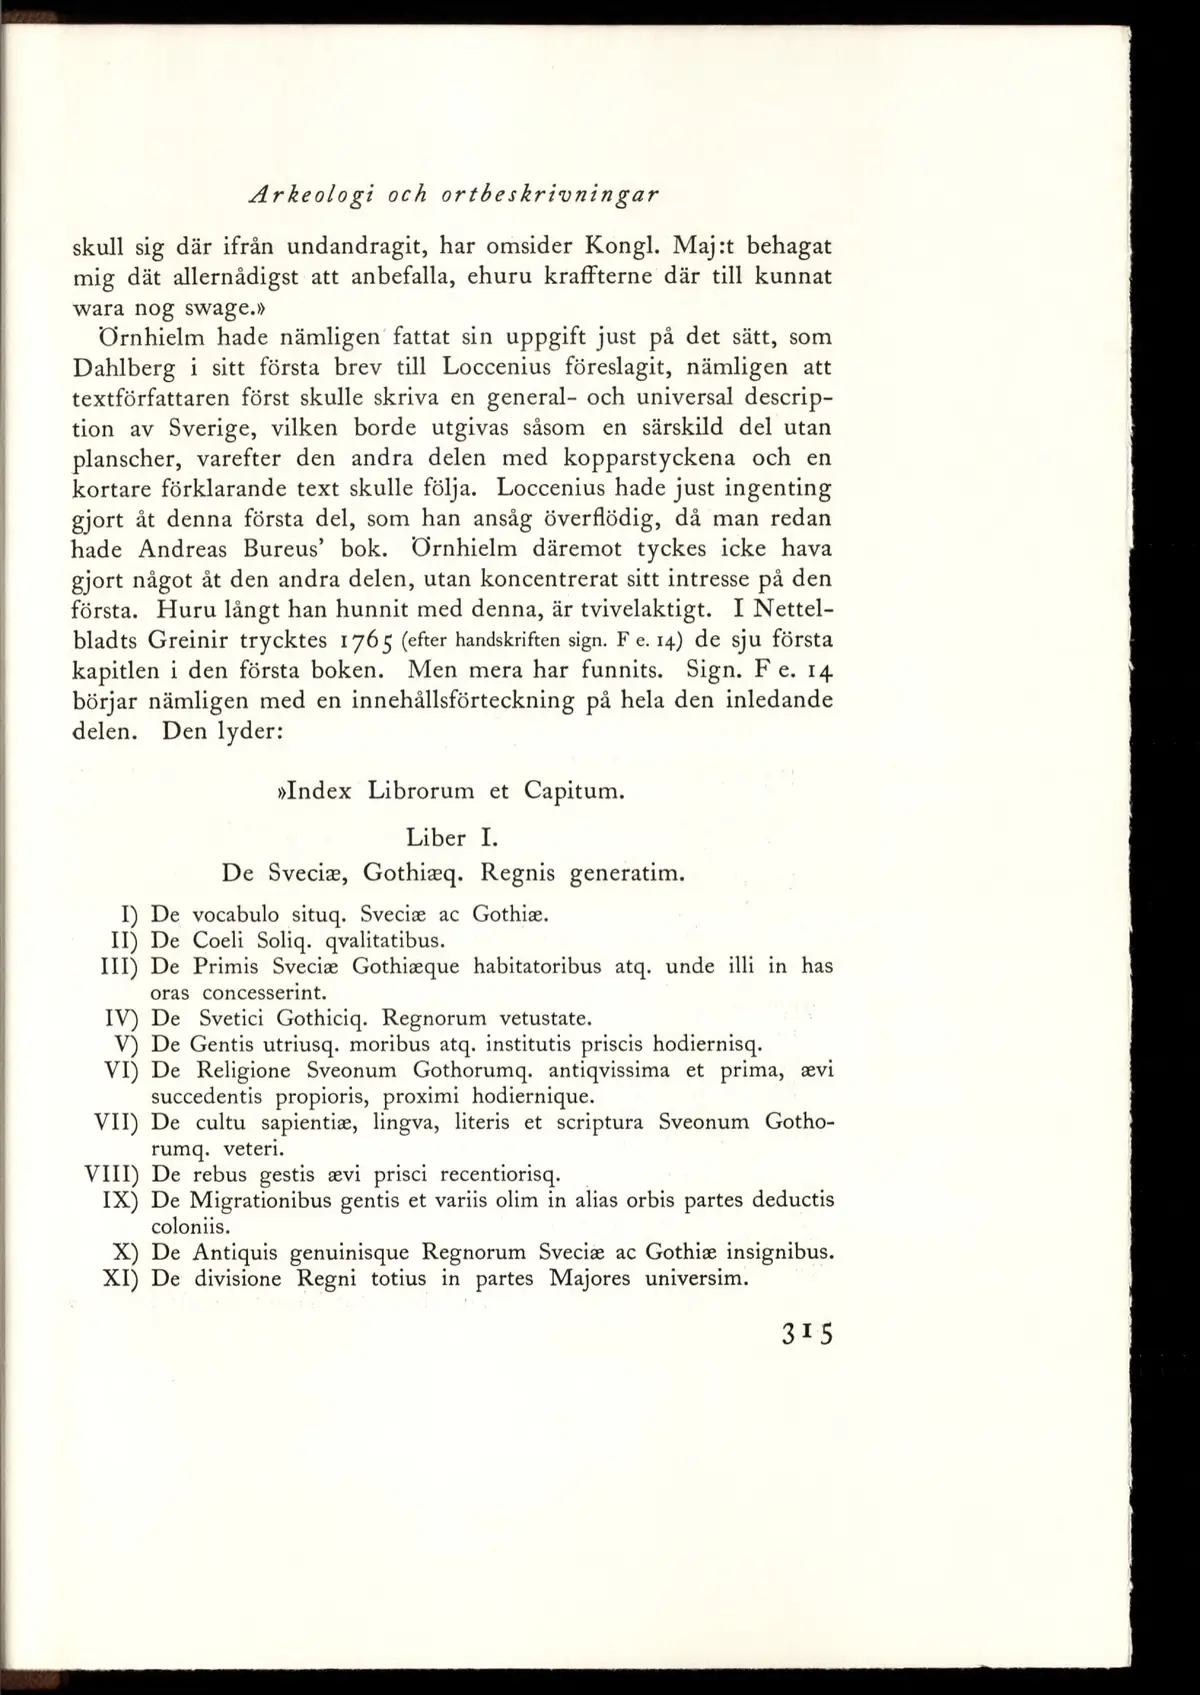 Arkeologi och ortbeskrivningar
skull sig där ifrån undandragit, har omsider Kongl. Maj:t behagat
mig dät allernådigst att anbefalla, ehuru kraffterne där till kunnat
wara nog swage.»
Örnhielm hade nämligen fattat sin uppgift just på det sätt, som
Dahlberg i sitt första brev till Loccenius föreslagit, nämligen att
textförfattaren först skulle skriva en general- och universal descrip-
tion av Sverige, vilken borde utgivas såsom en särskild del utan
planscher, varefter den andra delen med kopparstyckena och en
kortare förklarande text skulle följa. Loccenius hade just ingenting
gjort åt denna första del, som han ansåg överflödig, då man redan
hade Andreas Bureus’ bok. Örnhielm däremot tyckes icke hava
gjort något åt den andra delen, utan koncentrerat sitt intresse på den
första. Huru långt han hunnit med denna, är tvivelaktigt. I Nettel-
bladts Greinir trycktes 1765 (efter handskriften sign. F e. 14) de sju första
kapitlen i den första boken. Men mera har funnits. Sign. F e. 14
börjar nämligen med en innehållsförteckning på hela den inledande
delen. Den lyder:
»Index Librorum et Capitum.
Liber I.
De Sveciæ, Gothiæq. Regnis generatim.
I) De vocabulo situq. Sveciæ ac Gothiæ.
II) De Coeli Soliq. qvalitatibus.
III) De Primis Sveciæ Gothiæque habitatoribus atq. unde illi in has
oras concesserint.
IV) De Svetici Gothiciq. Regnorum vetustate.
V) De Gentis utriusq. moribus atq. institutis priscis hodiernisq.
VI) De Religione Sveonum Gothorumq. antiqvissima et prima, ævi
succedentis propioris, proximi hodiernique.
VII) De cultu sapientiæ, lingva, literis et scriptura Sveonum Gotho-
rumq. veteri.
VIII) De rebus gestis ævi prisci recentiorisq.
IX) De Migrationibus gentis et variis olim in alias orbis partes deductis
coloniis.
X) De Antiquis genuinisque Regnorum Sveciæ ac Gothiæ insignibus.
XI) De divisione Regni totius in partes Majores universim.
315